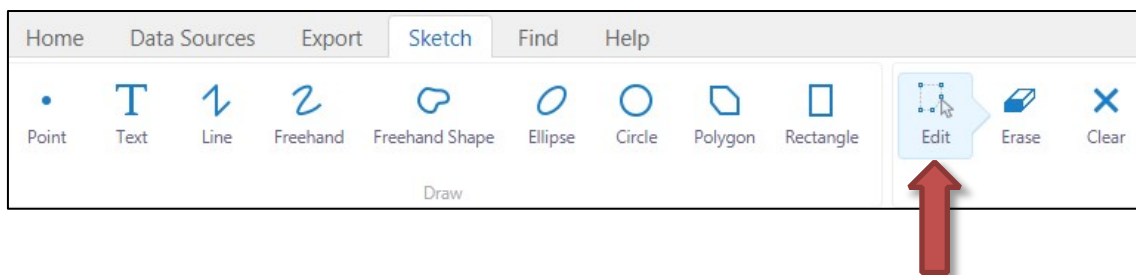 Home Data Sources Export Sketch Find Help
Point Text Line Freehand Freehand Shape Ellipse Circle Polygon Rectangle Edit Erase Clear
Draw